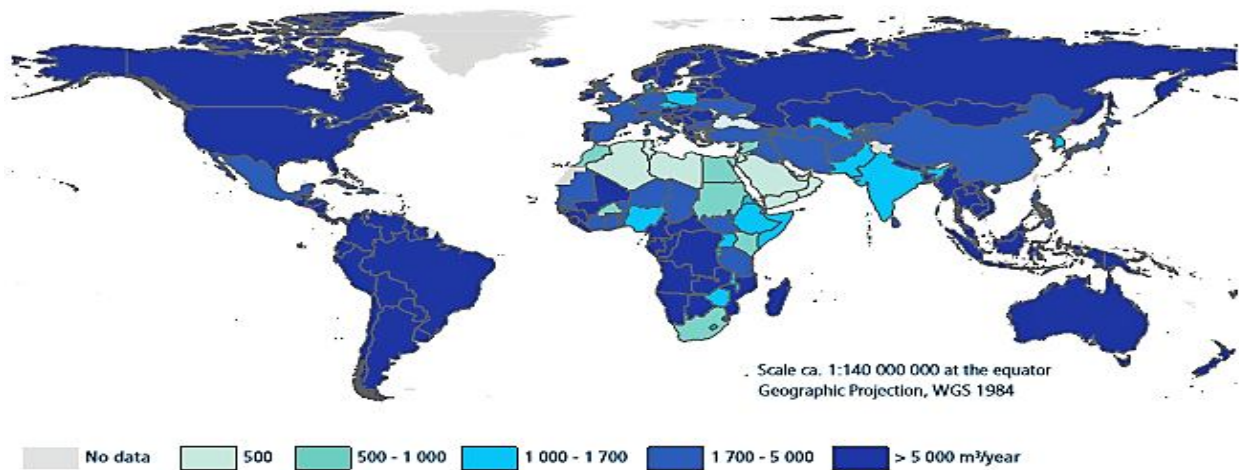 Scale ca. 1:140 000 000 at the equator
Geographic Projection, WGS 1984
No data 500 500 - 1 000 1 000 - 1 700 1 700 - 5 000 > 5 000 m³/year